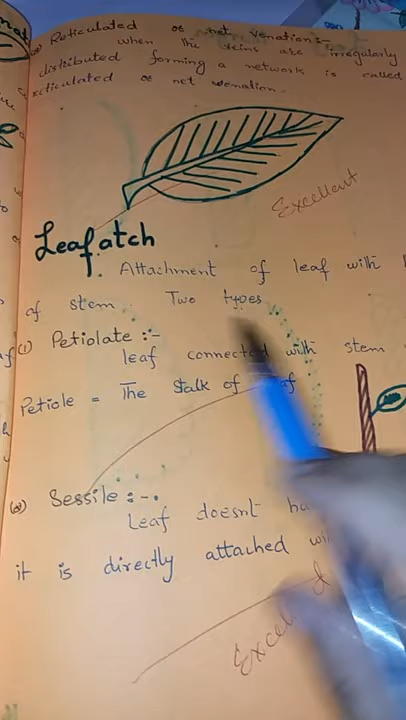 Reticulated or net venation:-
when the veins are irregularly
distributed forming a network is called
reticulated or net venation.
Excellent
Leaf atch
Attachment of leaf with
of stem. Two types
(1) Petiolate :-
leaf connected with stem
Petiole = The stalk of
Sessile :-.
Leaf doesnt
it is directly attached